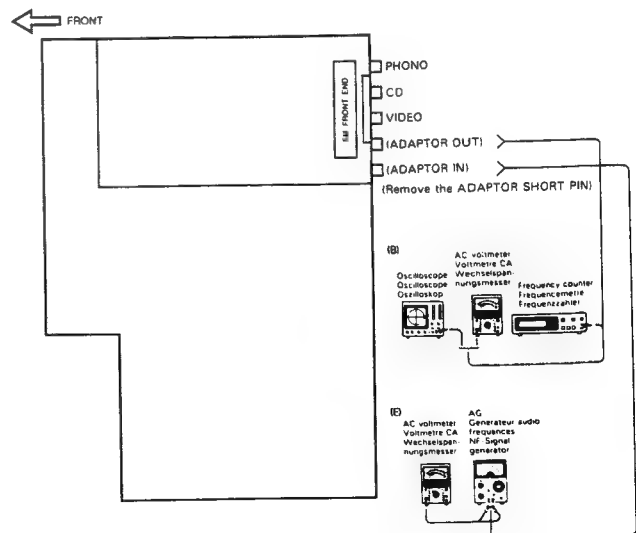 FRONT
PHONO
CD
VIDEO
(ADAPTOR OUT)
(ADAPTOR IN)
(Remove the ADAPTOR SHORT PIN)
FM FRONT END
(B)
Oscilloscope
Oscilloscope
Oszilloskop
AC voltmeter
Voltmetre CA
Wechselspan-
nungsmesser
Frequency counter
Frequencemetre
Frequenzzahler
(E)
AC voltmeter
Voltmetre CA
Wechselspan-
nungsmesser
AG
Generateur audio
frequences
NF-Signal
generator